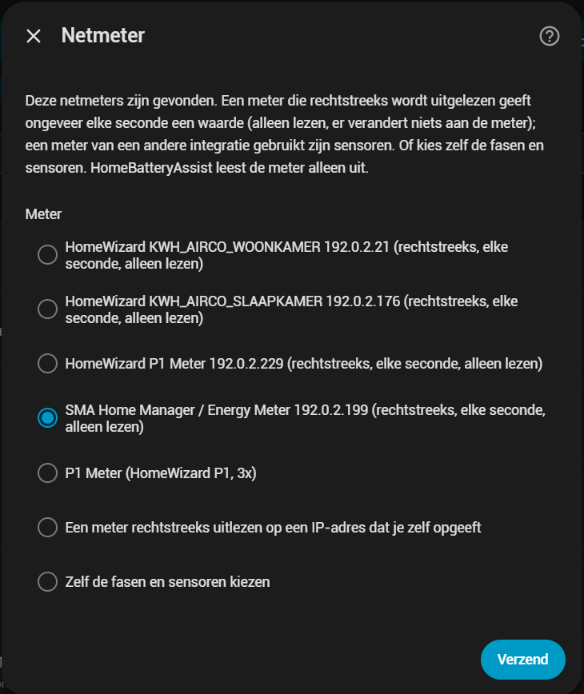 Netmeter
Deze netmeters zijn gevonden. Een meter die rechtstreeks wordt uitgelezen geeft
ongeveer elke seconde een waarde (alleen lezen, er verandert niets aan de meter);
een meter van een andere integratie gebruikt zijn sensoren. Of kies zelf de fasen en
sensoren. HomeBatteryAssist leest de meter alleen uit.
Meter
HomeWizard KWH_AIRCO_WOONKAMER 192.0.2.21 (rechtstreeks, elke
seconde, alleen lezen)
HomeWizard KWH_AIRCO_SLAAPKAMER 192.0.2.176 (rechtstreeks, elke
seconde, alleen lezen)
HomeWizard P1 Meter 192.0.2.229 (rechtstreeks, elke seconde, alleen lezen)
SMA Home Manager / Energy Meter 192.0.2.199 (rechtstreeks, elke seconde,
alleen lezen)
P1 Meter (HomeWizard P1, 3x)
Een meter rechtstreeks uitlezen op een IP-adres dat je zelf opgeeft
Zelf de fasen en sensoren kiezen
Verzend